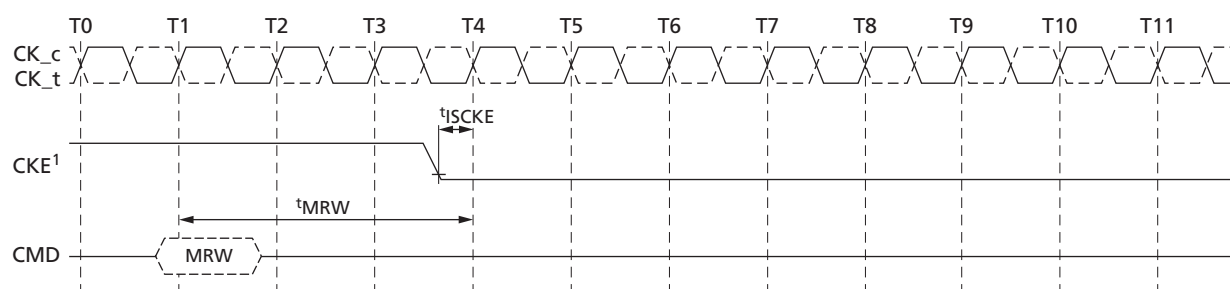 T0 T1 T2 T3 T4 T5 T6 T7 T8 T9 T10 T11
CK_c
CK_t
tISCKE
CKE1
tMRW
CMD MRW